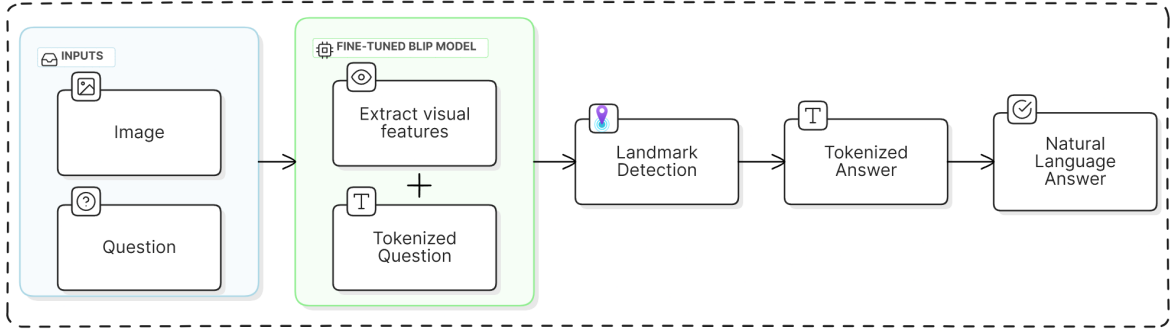 INPUTS
Image
Question
FINE-TUNED BLIP MODEL
Extract visual
features
Tokenized
Question
Landmark
Detection
Tokenized
Answer
Natural
Language
Answer